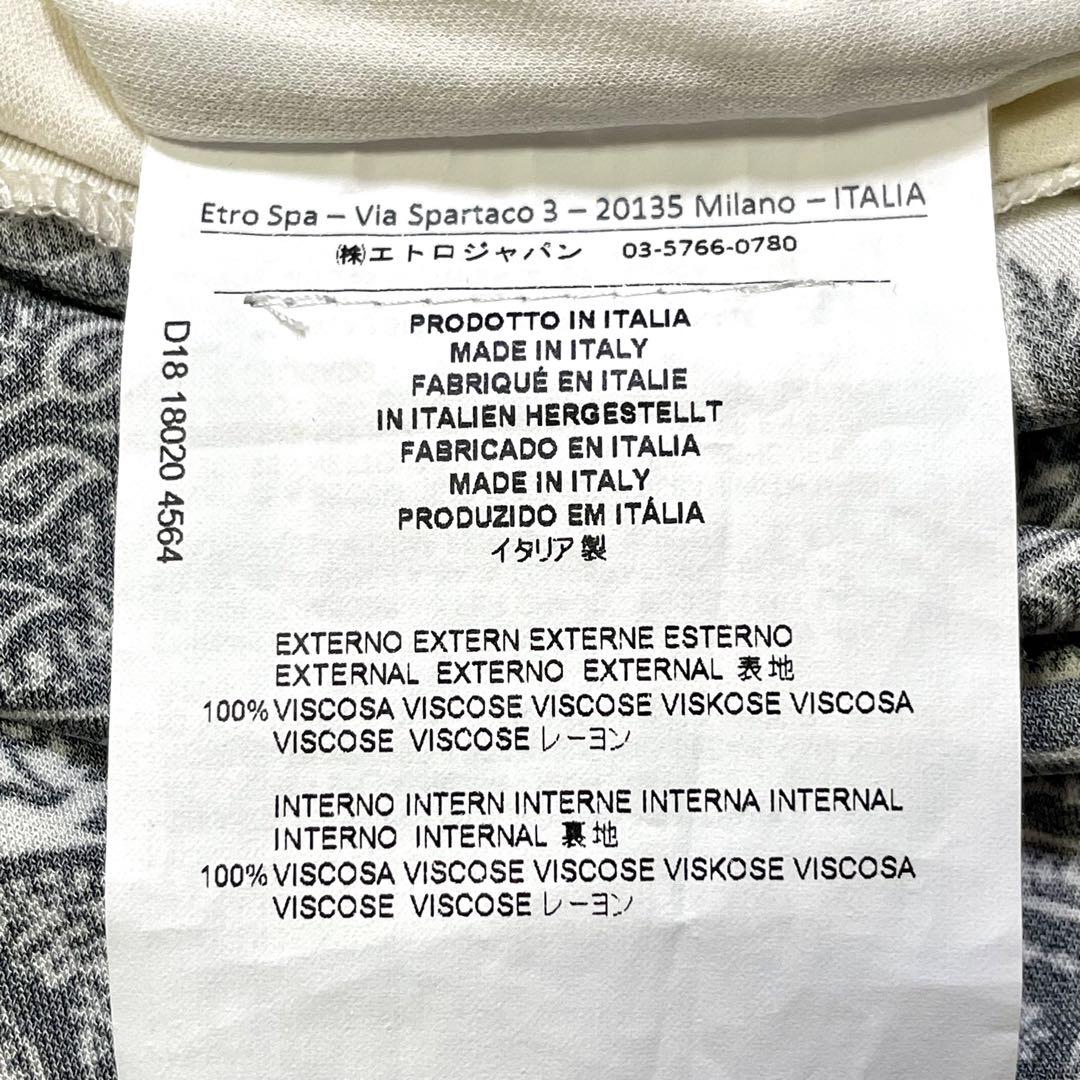 Etro Spa – Via Spartaco 3 – 20135 Milano – ITALIA
㈱エトロジャパン 03-5766-0780
PRODOTTO IN ITALIA
MADE IN ITALY
FABRIQUÉ EN ITALIE
IN ITALIEN HERGESTELLT
FABRICADO EN ITALIA
MADE IN ITALY
PRODUZIDO EM ITÁLIA
イタリア製
D18 18020 4564
EXTERNO EXTERN EXTERNE ESTERNO
EXTERNAL EXTERNO EXTERNAL 表地
100% VISCOSA VISCOSE VISCOSE VISKOSE VISCOSA
VISCOSE VISCOSE レーヨン
INTERNO INTERN INTERNE INTERNA INTERNAL
INTERNO INTERNAL 裏地
100% VISCOSA VISCOSE VISCOSE VISKOSE VISCOSA
VISCOSE VISCOSE レーヨン